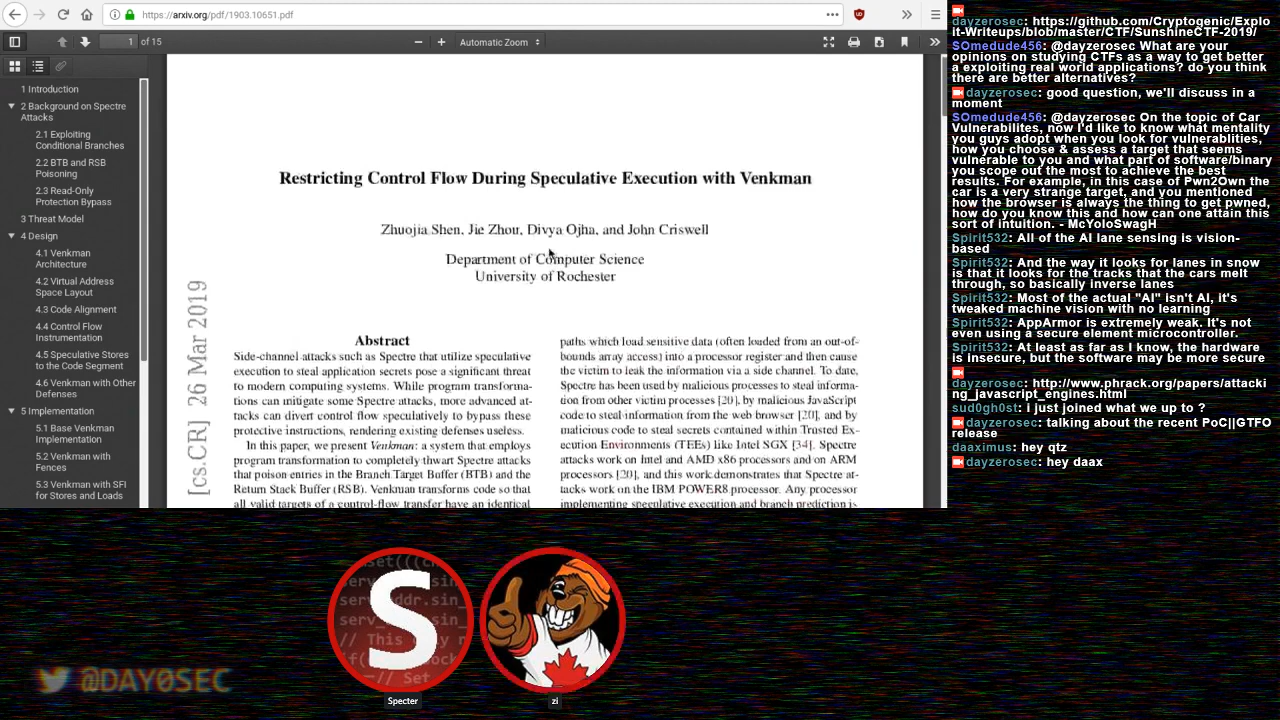 https://arxiv.org/pdf/1903.10651.pdf
1 of 15
Automatic Zoom
1 Introduction
2 Background on Spectre
Attacks
2.1 Exploiting
Conditional Branches
2.2 BTB and RSB
Poisoning
2.3 Read-Only
Protection Bypass
3 Threat Model
4 Design
4.1 Venkman
Architecture
4.2 Virtual Address
Space Layout
4.3 Code Alignment
4.4 Control Flow
Instrumentation
4.5 Speculative Stores
to the Code Segment
4.6 Venkman with Other
Defenses
5 Implementation
5.1 Base Venkman
Implementation
5.2 Venkman with
Fences
5.3 Venkman with SFI
for Stores and Loads
Restricting Control Flow During Speculative Execution with Venkman
Zhuojia Shen, Jie Zhou, Divya Ojha, and John Criswell
Department of Computer Science
University of Rochester
[cs.CR] 26 Mar 2019
Abstract
Side-channel attacks such as Spectre that utilize speculative
execution to steal application secrets pose a significant threat
to modern computing systems. While program transforma-
tions can mitigate some Spectre attacks, more advanced at-
tacks can divert control flow speculatively to bypass these
protective instructions, rendering existing defenses useless.
In this paper, we present Venkman: a system that employs
program transformation to completely thwart Spectre attacks
that poison entries in the Branch Target Buffer (BTB) and the
Return Stack Buffer (RSB). Venkman transforms code so that
all valid targets of a control-flow transfer have an identical
paths which load sensitive data (often loaded from an out-of-
bounds array access) into a processor register and then cause
the victim to leak the information via a side channel. To date,
Spectre has been used by malicious processes to steal informa-
tion from other victim processes [20], by malicious JavaScript
code to steal information from the web browser [20], and by
malicious code to steal secrets contained within Trusted Ex-
ecution Environments (TEEs) like Intel SGX [34]. Spectre
attacks work on Intel and AMD x86 processors and on ARM
processors [20], and this work demonstrates that Spectre at-
tacks work on the IBM POWER8 processor. Any processor
implementing speculative execution and branch prediction is
dayzerosec: https://github.com/Cryptogenic/Explo
it-Writeups/blob/master/CTF/SunshineCTF-2019/
SOmedude456: @dayzerosec What are your
opinions on studying CTFs as a way to get better
a exploiting real world applications? do you think
there are better alternatives?
dayzerosec: good question, we'll discuss in a
moment
SOmedude456: @dayzerosec On the topic of Car
Vulnerabilites, now I'd like to know what mentality
you guys adopt when you look for vulnerablities,
how you choose & assess a target that seems
vulnerable to you and what part of software/binary
you scope out the most to achieve the best
results. For example, in this case of Pwn2Own the
car is a very strange target, and you mentioned
how the browser is always the thing to get pwned,
how do you know this and how can one attain this
sort of intuition. - McYoloSwagH
Spirit532: All of the AI lane sensing is vision-
based
Spirit532: And the way it looks for lanes in snow
is that it looks for the tracks that the cars melt
through, so basically inverse lanes
Spirit532: Most of the actual "AI" isn't AI, it's
tweaked machine vision with no learning
Spirit532: AppArmor is extremely weak. It's not
even using a secure element microcontroller.
Spirit532: At least as far as I know, the hardware
is insecure, but the software may be more secure
dayzerosec: http://www.phrack.org/papers/attacki
ng_javascript_engines.html
sud0gh0st: i just joined what we up to ?
dayzerosec: talking about the recent PoC||GTFO
release
daaximus: hey qtz
dayzerosec: hey daax
S
Specter
zi
@DAY0SEC